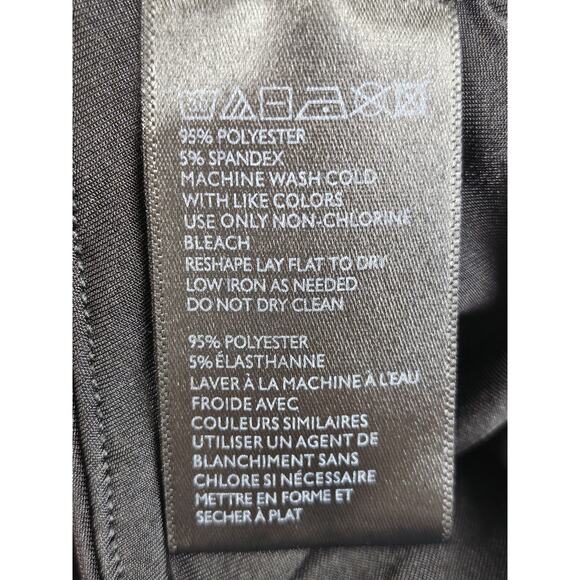 95% POLYESTER
5% SPANDEX
MACHINE WASH COLD
WITH LIKE COLORS
USE ONLY NON-CHLORINE
BLEACH
RESHAPE LAY FLAT TO DRY
LOW IRON AS NEEDED
DO NOT DRY CLEAN
95% POLYESTER
5% ÉLASTHANNE
LAVER À LA MACHINE À L'EAU
FROIDE AVEC
COULEURS SIMILAIRES
UTILISER UN AGENT DE
BLANCHIMENT SANS
CHLORE SI NÉCESSAIRE
METTRE EN FORME ET
SECHER À PLAT